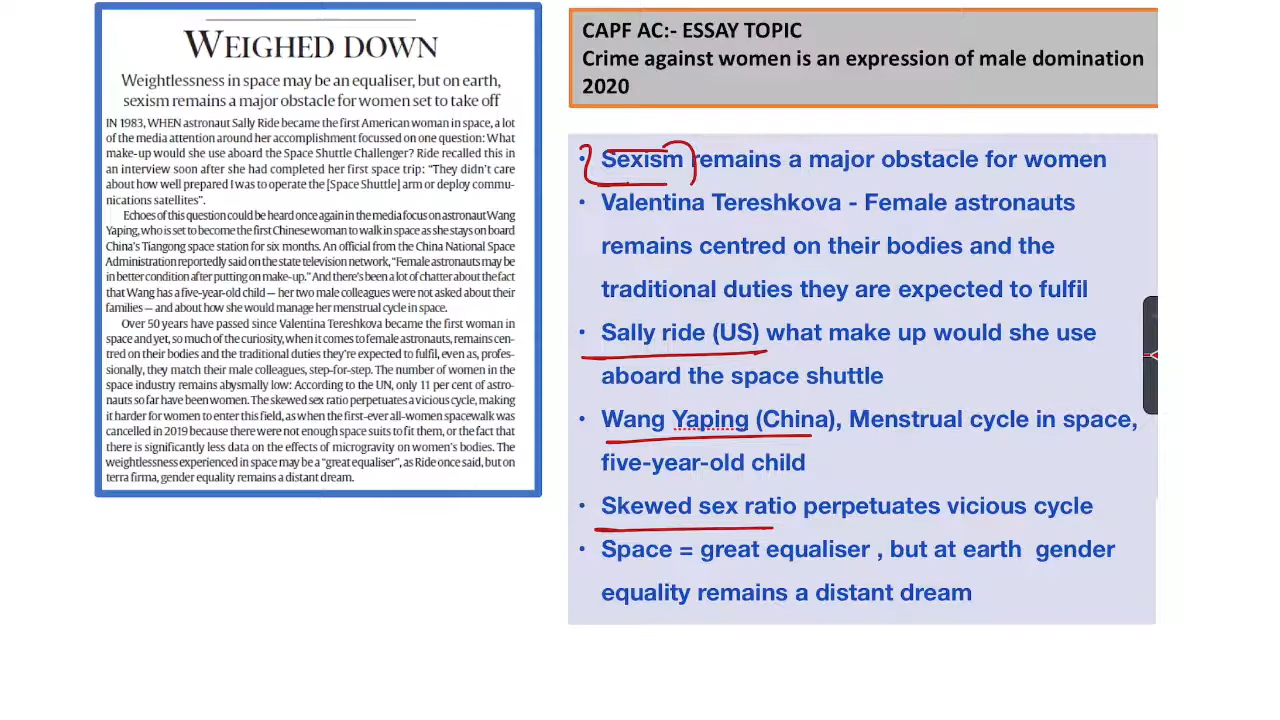 WEIGHED DOWN
Weightlessness in space may be an equaliser, but on earth,
sexism remains a major obstacle for women set to take off
IN 1983, WHEN astronaut Sally Ride became the first American woman in space, a lot
of the media attention around her accomplishment focussed on one question: What
make-up would she use aboard the Space Shuttle Challenger? Ride recalled this in
an interview soon after she had completed her first space trip: “They didn’t care
about how well prepared I was to operate the [Space Shuttle] arm or deploy commu-
nications satellites”.
Echoes of this question could be heard once again in the media focus on astronaut Wang
Yaping, who is set to become the first Chinese woman to walk in space as she stays on board
China’s Tiangong space station for six months. An official from the China National Space
Administration reportedly said on the state television network, “Female astronauts may be
in better condition after putting on make-up.” And there’s been a lot of chatter about the fact
that Wang has a five-year-old child — her two male colleagues were not asked about their
families — and about how she would manage her menstrual cycle in space.
Over 50 years have passed since Valentina Tereshkova became the first woman in
space and yet, so much of the curiosity, when it comes to female astronauts, remains cen-
tred on their bodies and the traditional duties they’re expected to fulfil, even as, profes-
sionally, they match their male colleagues, step-for-step. The number of women in the
space industry remains abysmally low: According to the UN, only 11 per cent of astro-
nauts so far have been women. The skewed sex ratio perpetuates a vicious cycle, making
it harder for women to enter this field, as when the first-ever all-women spacewalk was
cancelled in 2019 because there were not enough space suits to fit them, or the fact that
there is significantly less data on the effects of microgravity on women’s bodies. The
weightlessness experienced in space may be a “great equaliser”, as Ride once said, but on
terra firma, gender equality remains a distant dream.
CAPF AC:- ESSAY TOPIC
Crime against women is an expression of male domination
2020
• Sexism remains a major obstacle for women
• Valentina Tereshkova - Female astronauts
remains centred on their bodies and the
traditional duties they are expected to fulfil
• Sally ride (US) what make up would she use
aboard the space shuttle
• Wang Yaping (China), Menstrual cycle in space,
five-year-old child
• Skewed sex ratio perpetuates vicious cycle
• Space = great equaliser , but at earth gender
equality remains a distant dream